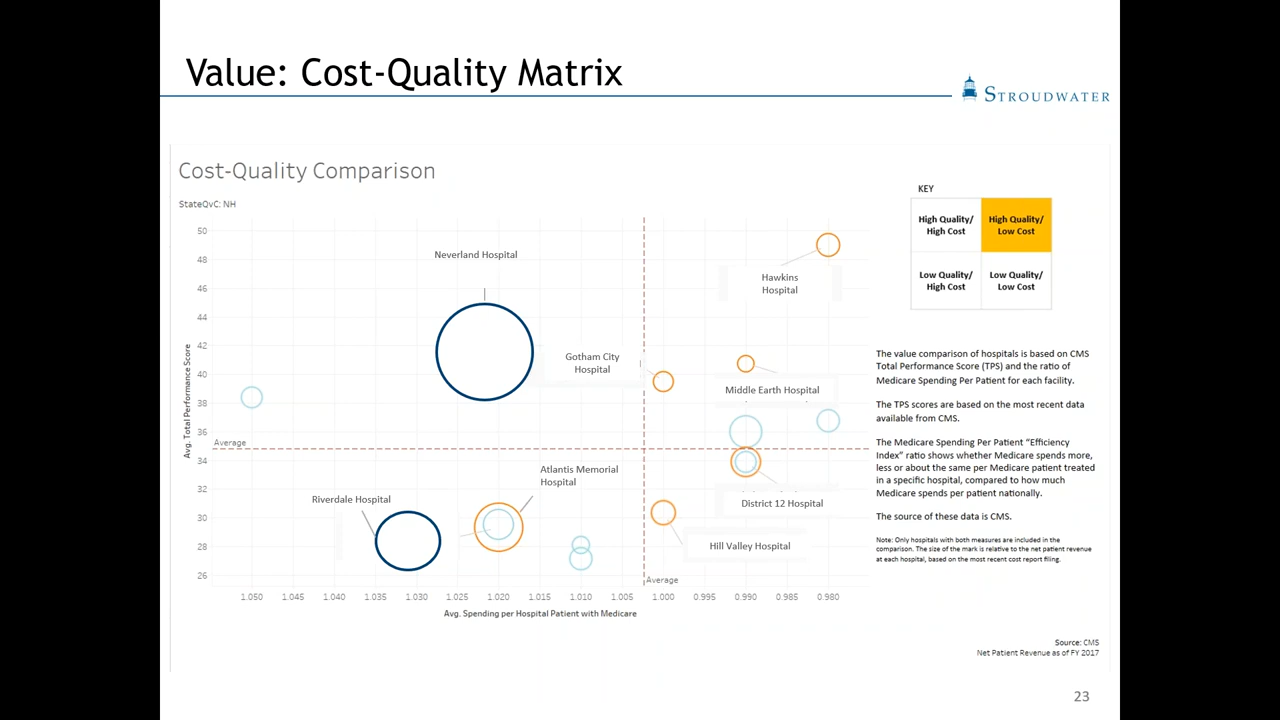 Value: Cost-Quality Matrix
STROUDWATER
Cost-Quality Comparison
StateQvC: NH
KEY
High Quality/
High Cost
High Quality/
Low Cost
Low Quality/
High Cost
Low Quality/
Low Cost
Avg. Total Performance Score
50
48
46
44
42
40
38
36
34
32
30
28
26
Average
Neverland Hospital
Hawkins
Hospital
Gotham City
Hospital
Middle Earth Hospital
Atlantis Memorial
Hospital
Riverdale Hospital
District 12 Hospital
Hill Valley Hospital
Average
1.050
1.045
1.040
1.035
1.030
1.025
1.020
1.015
1.010
1.005
1.000
0.995
0.990
0.985
0.980
Avg. Spending per Hospital Patient with Medicare
The value comparison of hospitals is based on CMS
Total Performance Score (TPS) and the ratio of
Medicare Spending Per Patient for each facility.
The TPS scores are based on the most recent data
available from CMS.
The Medicare Spending Per Patient “Efficiency
Index” ratio shows whether Medicare spends more,
less or about the same per Medicare patient treated
in a specific hospital, compared to how much
Medicare spends per patient nationally.
The source of these data is CMS.
Note: Only hospitals with both measures are included in the
comparison. The size of the mark is relative to the net patient revenue
at each hospital, based on the most recent cost report filing.
Source: CMS
Net Patient Revenue as of FY 2017
23